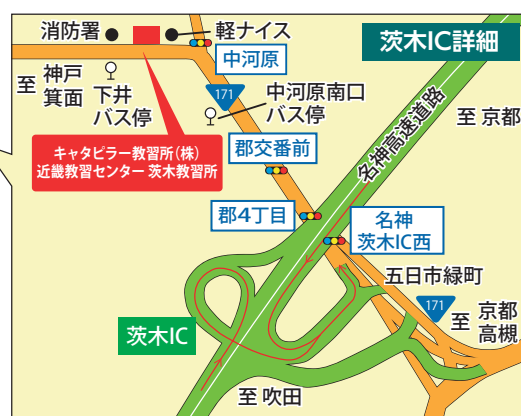 消防署
軽ナイス
茨木IC詳細
中河原
至 神戸
箕面
下井
バス停
171
中河原南口
バス停
至 京都
名神高速道路
キャタピラー教習所(株)
近畿教習センター 茨木教習所
郡交番前
郡4丁目
名神
茨木IC西
五日市緑町
171
至 京都
高槻
茨木IC
至 吹田